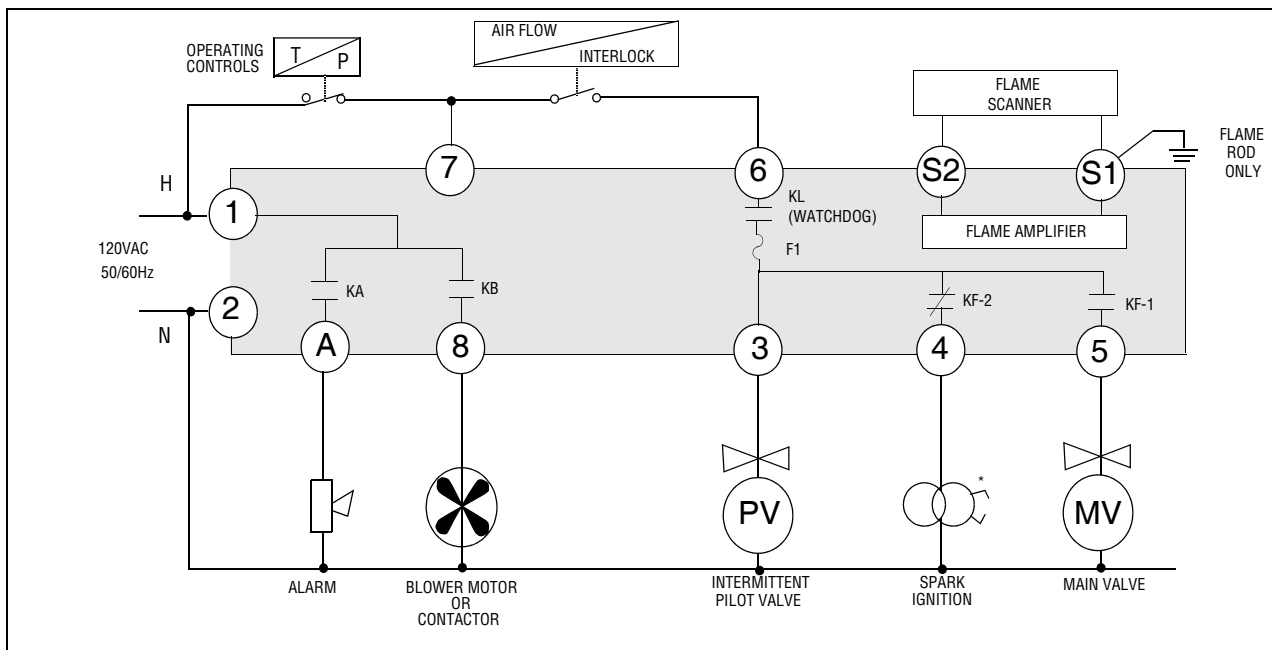 AIR FLOW
INTERLOCK
OPERATING
CONTROLS
T
P
FLAME
SCANNER
7
6
S2
S1
FLAME
ROD
ONLY
H
1
KL
(WATCHDOG)
FLAME AMPLIFIER
F1
120VAC
50/60Hz
KA
KB
KF-2
KF-1
2
N
A
8
3
4
5
*
PV
MV
ALARM
BLOWER MOTOR
OR
CONTACTOR
INTERMITTENT
PILOT VALVE
SPARK
IGNITION
MAIN VALVE